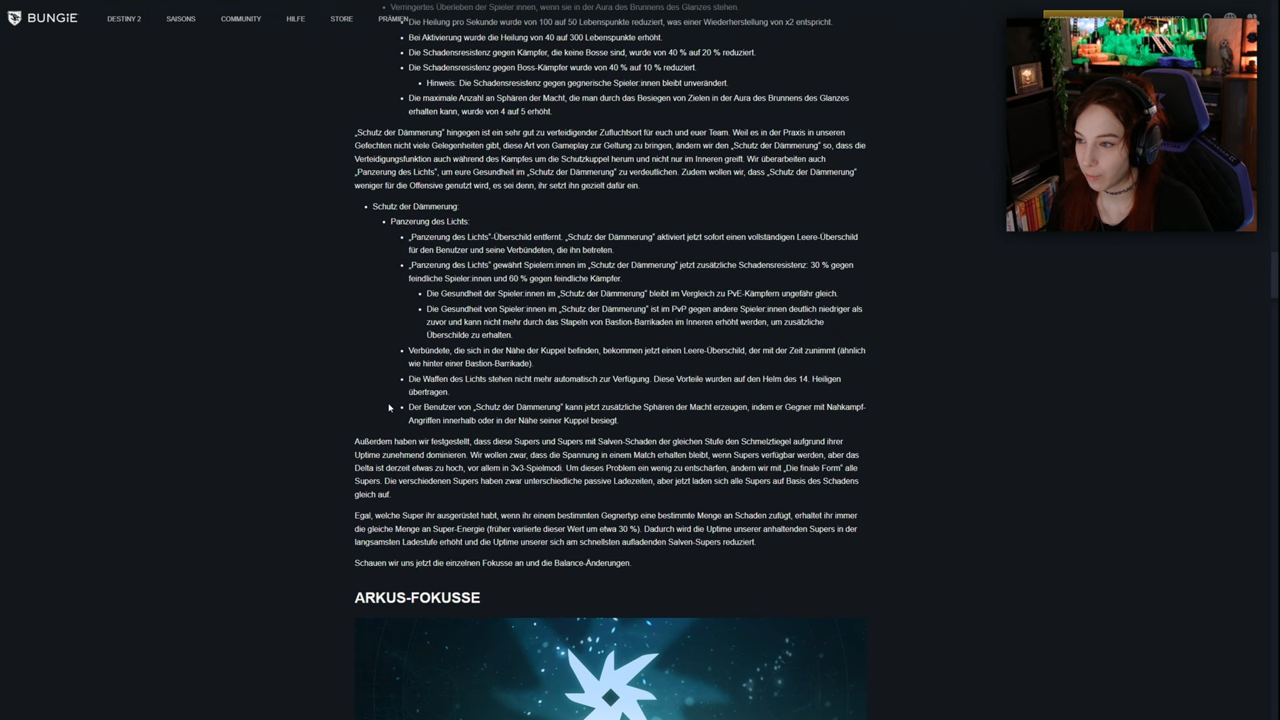 BUNGiE
DESTINY 2
SAISONS
COMMUNITY
HILFE
STORE
PRÄMIEN
Verringertes Überleben der Spieler:innen, wenn sie in der Aura des Brunnens des Glanzes stehen.
Die Heilung pro Sekunde wurde von 100 auf 50 Lebenspunkte reduziert, was einer Wiederherstellung von x2 entspricht.
• Bei Aktivierung wurde die Heilung von 40 auf 300 Lebenspunkte erhöht.
• Die Schadensresistenz gegen Kämpfer, die keine Bosse sind, wurde von 40 % auf 20 % reduziert.
• Die Schadensresistenz gegen Boss-Kämpfer wurde von 40 % auf 10 % reduziert.
• Hinweis: Die Schadensresistenz gegen gegnerische Spieler:innen bleibt unverändert.
• Die maximale Anzahl an Sphären der Macht, die man durch das Besiegen von Zielen in der Aura des Brunnens des Glanzes
erhalten kann, wurde von 4 auf 5 erhöht.
„Schutz der Dämmerung" hingegen ist ein sehr gut zu verteidigender Zufluchtsort für euch und euer Team. Weil es in der Praxis in unseren
Gefechten nicht viele Gelegenheiten gibt, diese Art von Gameplay zur Geltung zu bringen, ändern wir den „Schutz der Dämmerung" so, dass die
Verteidigungsfunktion auch während des Kampfes um die Schutzkuppel herum und nicht nur im Inneren greift. Wir überarbeiten auch
„Panzerung des Lichts", um eure Gesundheit im „Schutz der Dämmerung" zu verdeutlichen. Zudem wollen wir, dass „Schutz der Dämmerung"
weniger für die Offensive genutzt wird, es sei denn, ihr setzt ihn gezielt dafür ein.
• Schutz der Dämmerung:
• Panzerung des Lichts:
• „Panzerung des Lichts"-Überschild entfernt. „Schutz der Dämmerung" aktiviert jetzt sofort einen vollständigen Leere-Überschild
für den Benutzer und seine Verbündeten, die ihn betreten.
• „Panzerung des Lichts" gewährt Spielern:innen im „Schutz der Dämmerung" jetzt zusätzliche Schadensresistenz: 30 % gegen
feindliche Spieler:innen und 60 % gegen feindliche Kämpfer.
• Die Gesundheit der Spieler:innen im „Schutz der Dämmerung" bleibt im Vergleich zu PvE-Kämpfern ungefähr gleich.
• Die Gesundheit von Spieler:innen im „Schutz der Dämmerung" ist im PvP gegen andere Spieler:innen deutlich niedriger als
zuvor und kann nicht mehr durch das Stapeln von Bastion-Barrikaden im Inneren erhöht werden, um zusätzliche
Überschilde zu erhalten.
• Verbündete, die sich in der Nähe der Kuppel befinden, bekommen jetzt einen Leere-Überschild, der mit der Zeit zunimmt (ähnlich
wie hinter einer Bastion-Barrikade).
• Die Waffen des Lichts stehen nicht mehr automatisch zur Verfügung. Diese Vorteile wurden auf den Helm des 14. Heiligen
übertragen.
• Der Benutzer von „Schutz der Dämmerung" kann jetzt zusätzliche Sphären der Macht erzeugen, indem er Gegner mit Nahkampf-
Angriffen innerhalb oder in der Nähe seiner Kuppel besiegt.
Außerdem haben wir festgestellt, dass diese Supers und Supers mit Salven-Schaden der gleichen Stufe den Schmelztiegel aufgrund ihrer
Uptime zunehmend dominieren. Wir wollen zwar, dass die Spannung in einem Match erhalten bleibt, wenn Supers verfügbar werden, aber das
Delta ist derzeit etwas zu hoch, vor allem in 3v3-Spielmodi. Um dieses Problem ein wenig zu entschärfen, ändern wir mit „Die finale Form" alle
Supers. Die verschiedenen Supers haben zwar unterschiedliche passive Ladezeiten, aber jetzt laden sich alle Supers auf Basis des Schadens
gleich auf.
Egal, welche Super ihr ausgerüstet habt, wenn ihr einem bestimmten Gegnertyp eine bestimmte Menge an Schaden zufügt, erhaltet ihr immer
die gleiche Menge an Super-Energie (früher variierte dieser Wert um etwa 30 %). Dadurch wird die Uptime unserer anhaltenden Supers in der
langsamsten Ladestufe erhöht und die Uptime unserer sich am schnellsten aufladenden Salven-Supers reduziert.
Schauen wir uns jetzt die einzelnen Fokusse an und die Balance-Änderungen.
ARKUS-FOKUSSE